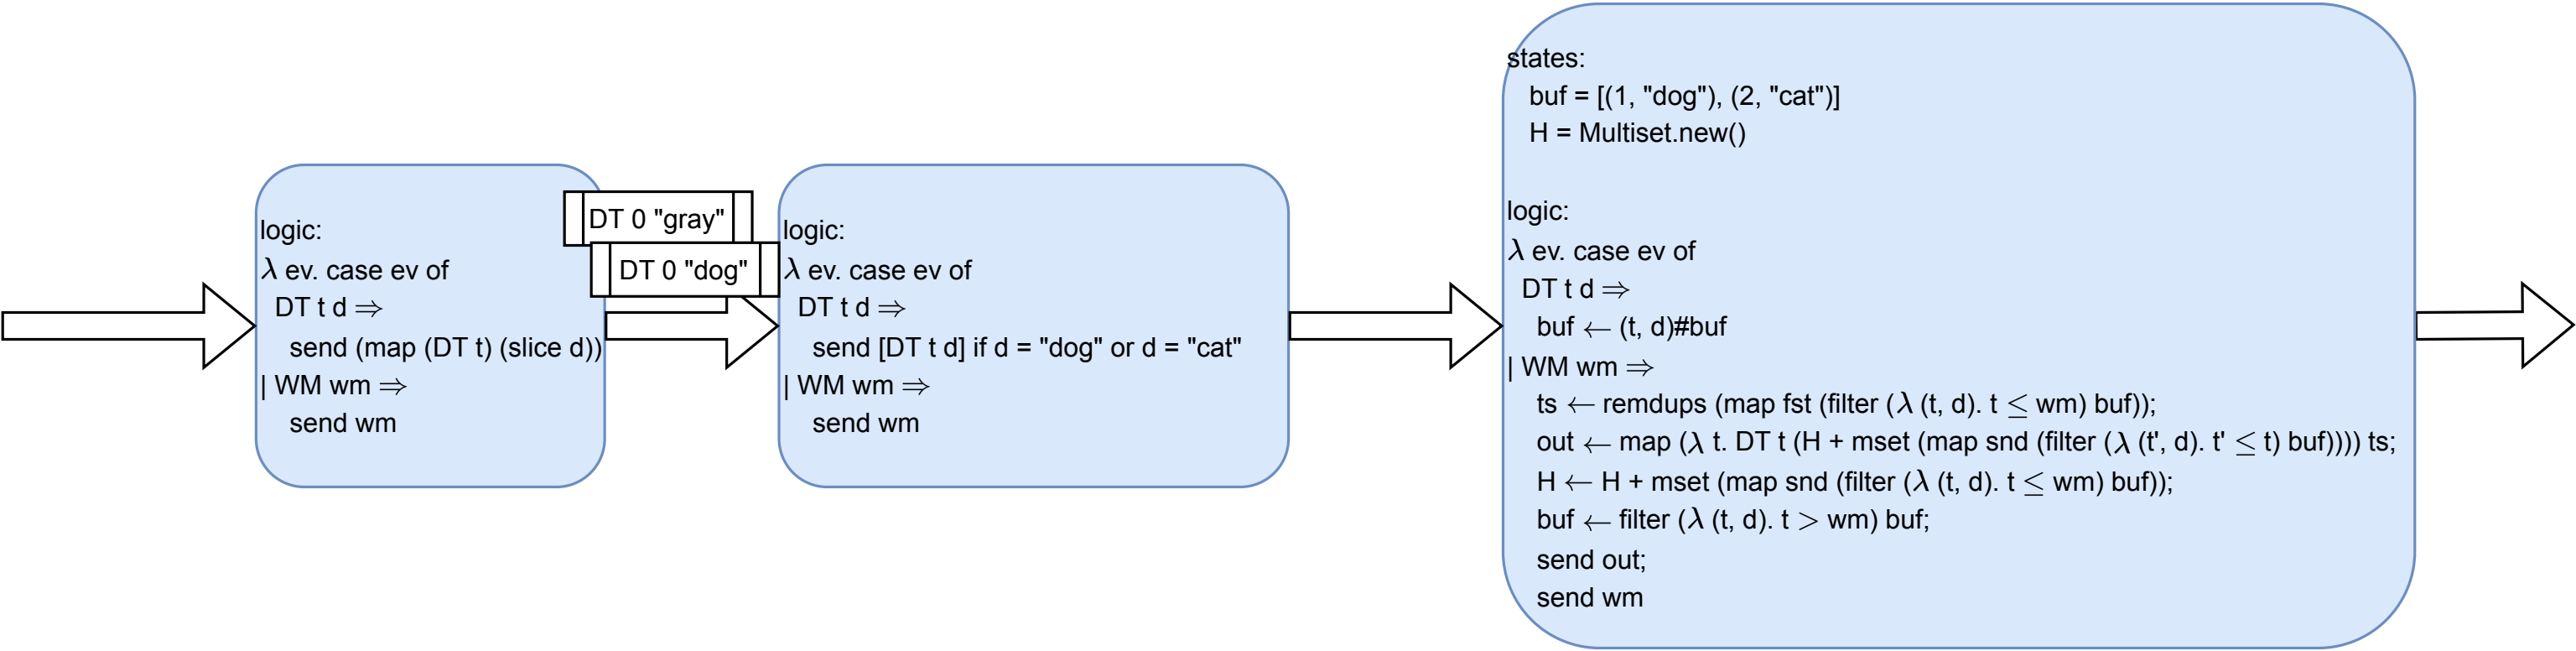 logic:
λ ev. case ev of
DT t d ⇒
send (map (DT t) (slice d))
| WM wm ⇒
send wm
DT 0 "gray"
DT 0 "dog"
logic:
λ ev. case ev of
DT t d ⇒
send [DT t d] if d = "dog" or d = "cat"
| WM wm ⇒
send wm
states:
buf = [(1, "dog"), (2, "cat")]
H = Multiset.new()
logic:
λ ev. case ev of
DT t d ⇒
buf ← (t, d)#buf
| WM wm ⇒
ts ← remdups (map fst (filter (λ (t, d). t ≤ wm) buf));
out ← map (λ t. DT t (H + mset (map snd (filter (λ (t', d). t' ≤ t) buf)))) ts;
H ← H + mset (map snd (filter (λ (t, d). t ≤ wm) buf));
buf ← filter (λ (t, d). t > wm) buf;
send out;
send wm